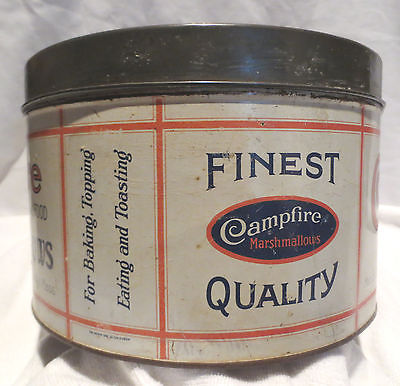 FINEST
Campfire
Marshmallows
QUALITY
For Baking, Topping
Eating and Toasting